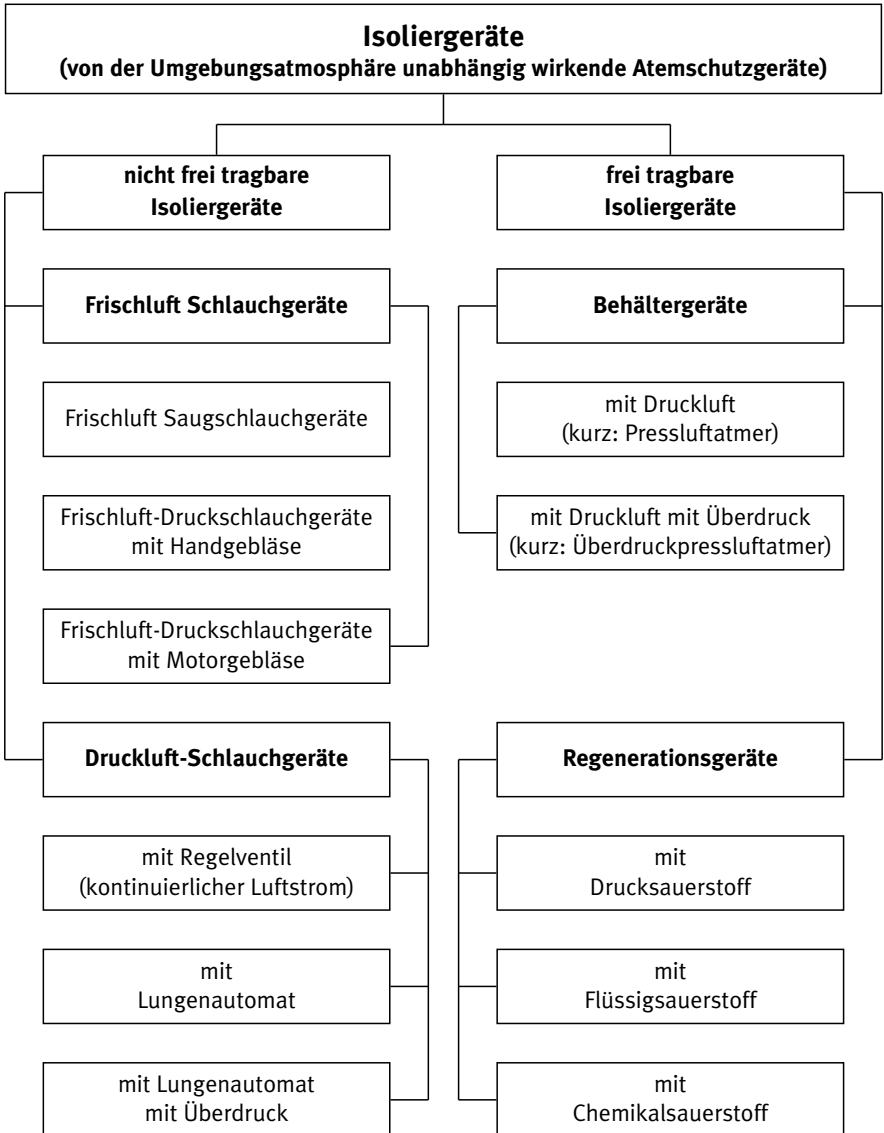 Isoliergeräte
(von der Umgebungsatmosphäre unabhängig wirkende Atemschutzgeräte)
nicht frei tragbare
Isoliergeräte
Frischluft Schlauchgeräte
Frischluft Saugschlauchgeräte
Frischluft-Druckschlauchgeräte
mit Handgebläse
Frischluft-Druckschlauchgeräte
mit Motorgebläse
Druckluft-Schlauchgeräte
mit Regelventil
(kontinuierlicher Luftstrom)
mit
Lungenautomat
mit Lungenautomat
mit Überdruck
frei tragbare
Isoliergeräte
Behältergeräte
mit Druckluft
(kurz: Pressluftatmer)
mit Druckluft mit Überdruck
(kurz: Überdruckpressluftatmer)
Regenerationsgeräte
mit
Drucksauerstoff
mit
Flüssigsauerstoff
mit
Chemikalsauerstoff